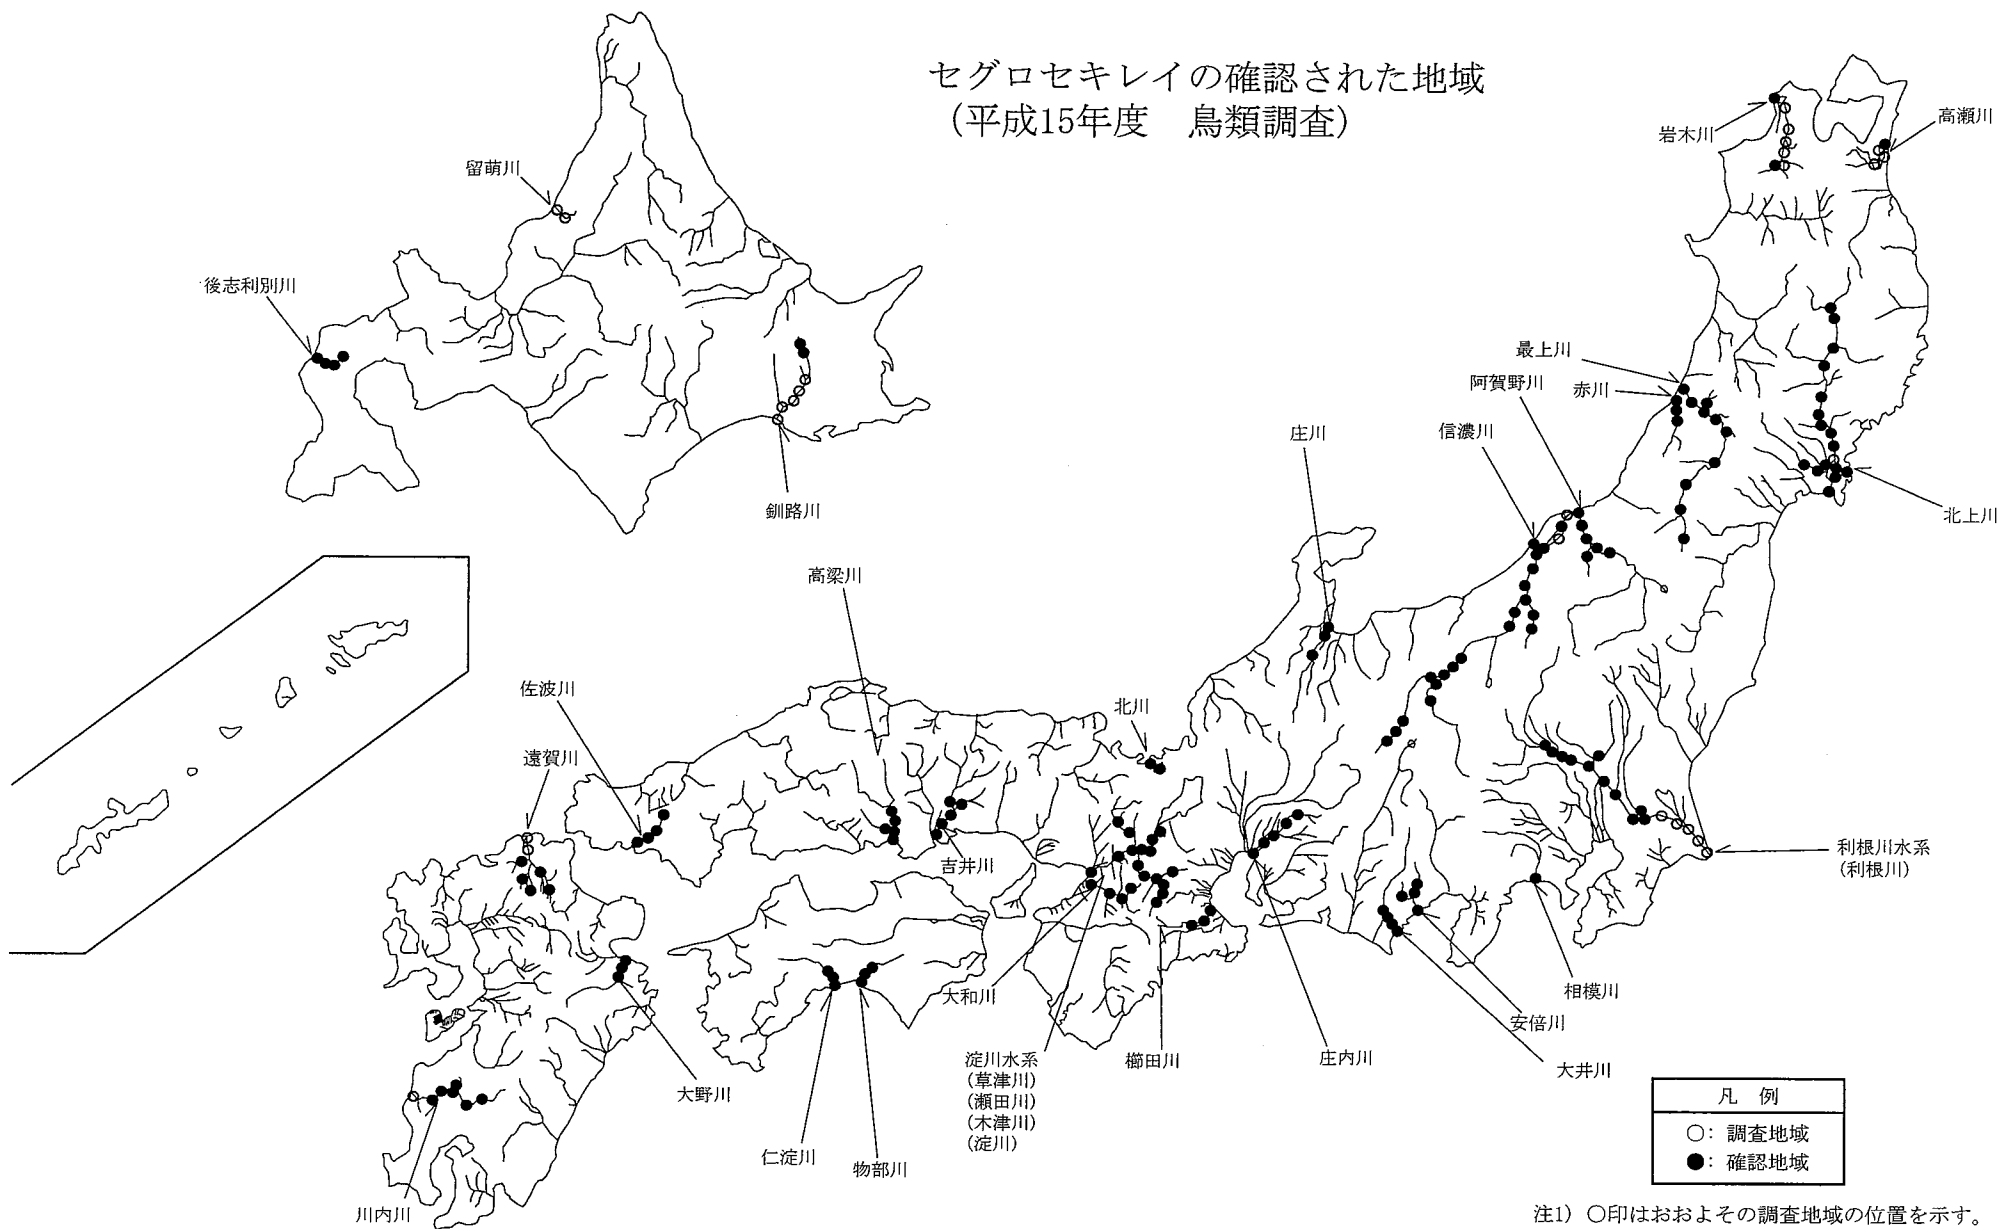 セグロセキレイの確認された地域
(平成15年度　鳥類調査)
岩木川
高瀬川
留萌川
後志利別川
最上川
阿賀野川
赤川
信濃川
庄川
釧路川
北上川
高梁川
佐波川
北川
遠賀川
吉井川
利根川水系
(利根川)
大和川
相模川
安倍川
淀川水系
(草津川)
(瀬田川)
(木津川)
(淀川)
櫛田川
庄内川
大井川
大野川
仁淀川
物部川
川内川
凡　例
○：調査地域
●：確認地域
注1）○印はおおよその調査地域の位置を示す。